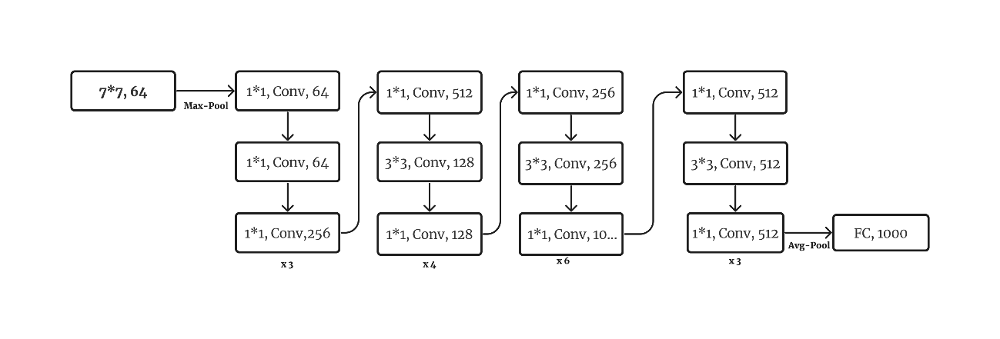 7*7, 64
Max-Pool
1*1, Conv, 64
1*1, Conv, 64
1*1, Conv,256
x 3
1*1, Conv, 512
3*3, Conv, 128
1*1, Conv, 128
x 4
1*1, Conv, 256
3*3, Conv, 256
1*1, Conv, 10...
x 6
1*1, Conv, 512
3*3, Conv, 512
1*1, Conv, 512
x 3
Avg-Pool
FC, 1000